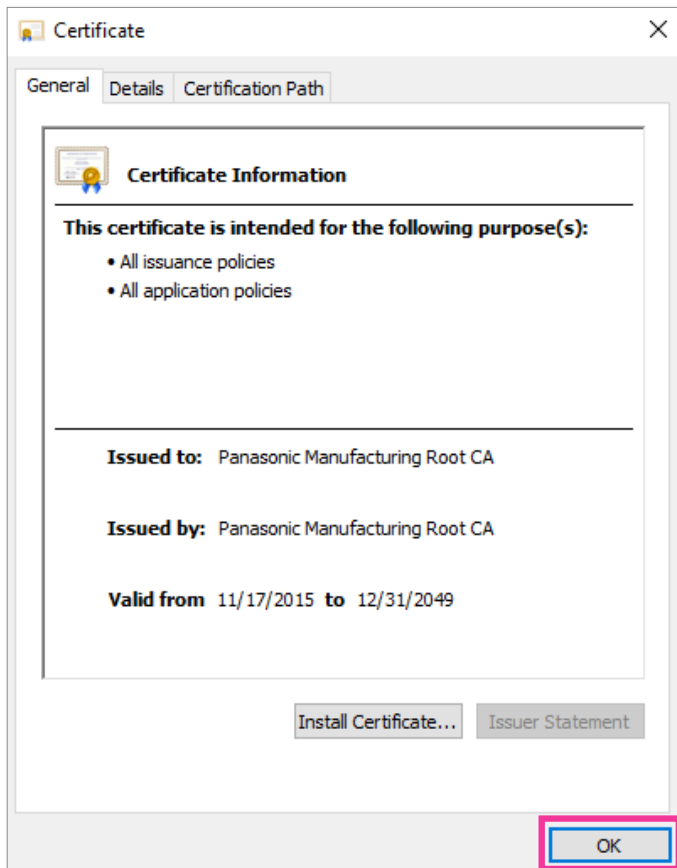 Certificate
General Details Certification Path
Certificate Information
This certificate is intended for the following purpose(s):
• All issuance policies
• All application policies
Issued to: Panasonic Manufacturing Root CA
Issued by: Panasonic Manufacturing Root CA
Valid from 11/17/2015 to 12/31/2049
Install Certificate... Issuer Statement
OK